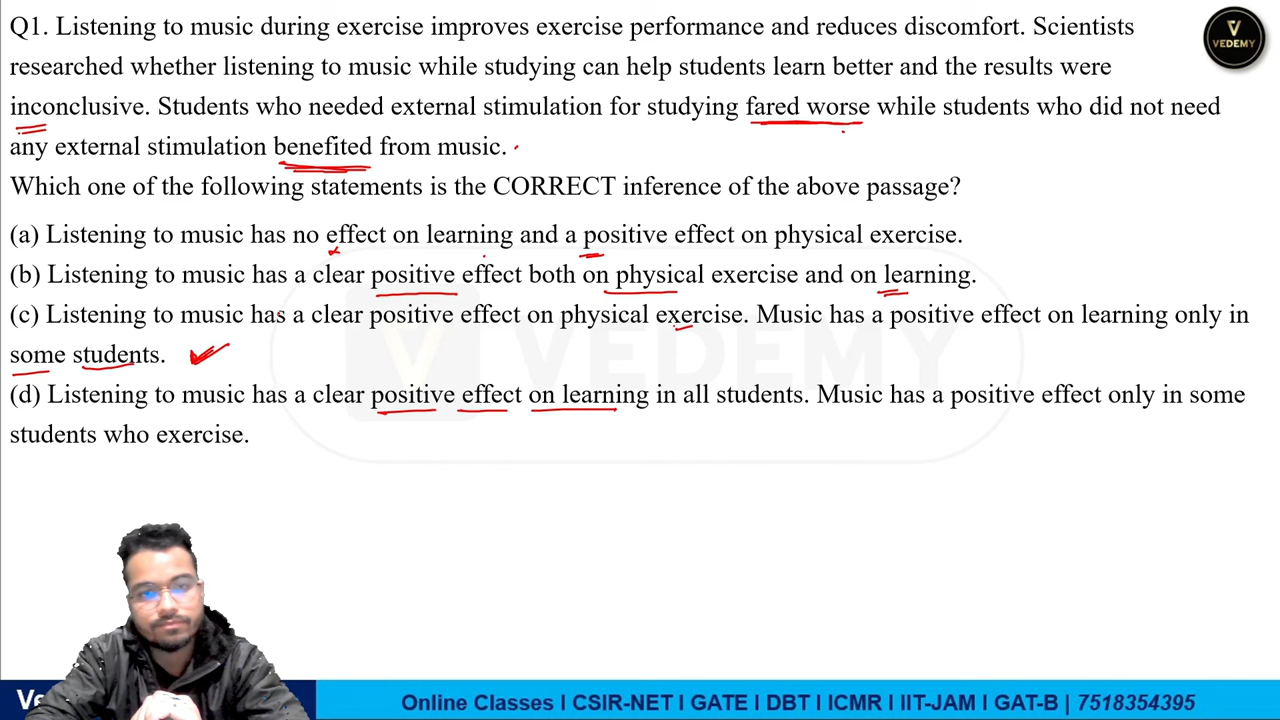 Q1. Listening to music during exercise improves exercise performance and reduces discomfort. Scientists
researched whether listening to music while studying can help students learn better and the results were
inconclusive. Students who needed external stimulation for studying fared worse while students who did not need
any external stimulation benefited from music.
Which one of the following statements is the CORRECT inference of the above passage?
(a) Listening to music has no effect on learning and a positive effect on physical exercise.
(b) Listening to music has a clear positive effect both on physical exercise and on learning.
(c) Listening to music has a clear positive effect on physical exercise. Music has a positive effect on learning only in
some students.
(d) Listening to music has a clear positive effect on learning in all students. Music has a positive effect only in some
students who exercise.
VEDEMY
VEDEMY
Ve
Online Classes I CSIR-NET I GATE I DBT I ICMR I IIT-JAM I GAT-B | 7518354395